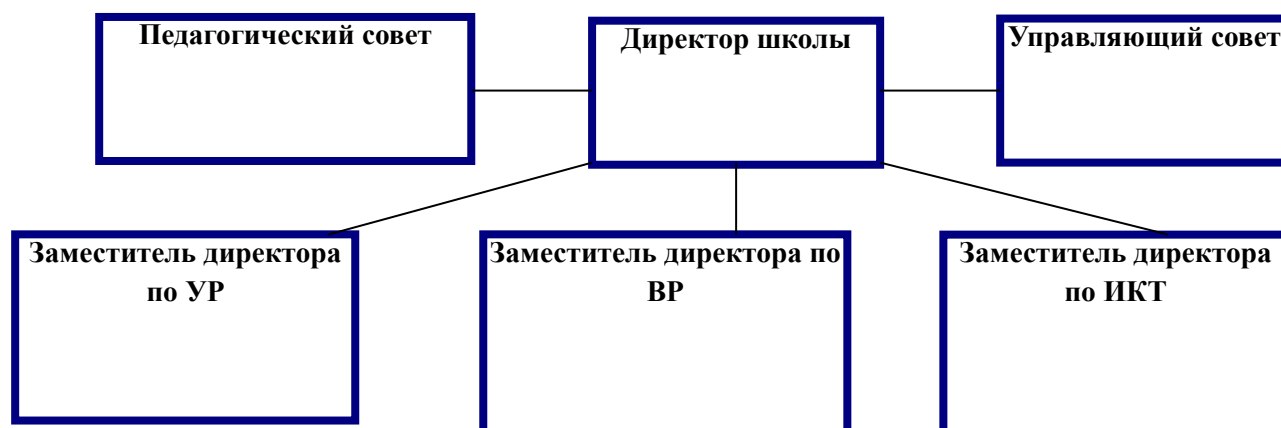 Педагогический совет
Директор школы
Управляющий совет
Заместитель директора
по УР
Заместитель директора по
ВР
Заместитель директора
по ИКТ